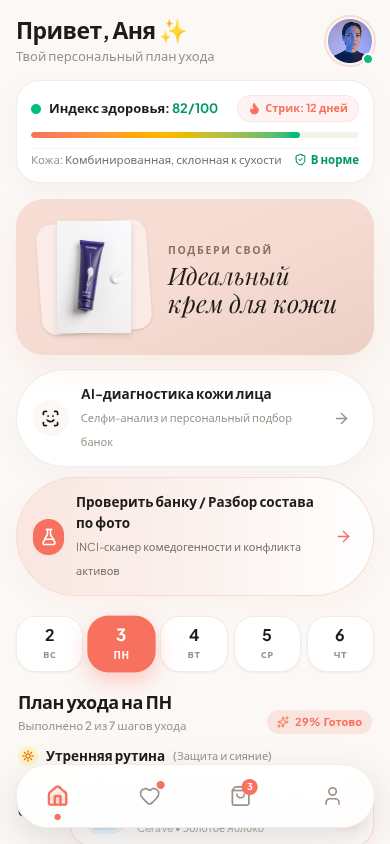 Привет, Аня ✨
Твой персональный план ухода
Индекс здоровья: 82/100
Стрик: 12 дней
Кожа: Комбинированная, склонная к сухости
В норме
ПОДБЕРИ СВОЙ
Идеальный
крем для кожи
AI-диагностика кожи лица
Селфи-анализ и персональный подбор
банок
Проверить банку / Разбор состава
по фото
INCI-сканер комедогенности и конфликта
активов
2
ВС
3
ПН
4
ВТ
5
СР
6
ЧТ
План ухода на ПН
Выполнено 2 из 7 шагов ухода
29% Готово
Утренняя рутина (Защита и сияние)
3
CeraVe • Золотое яблоко